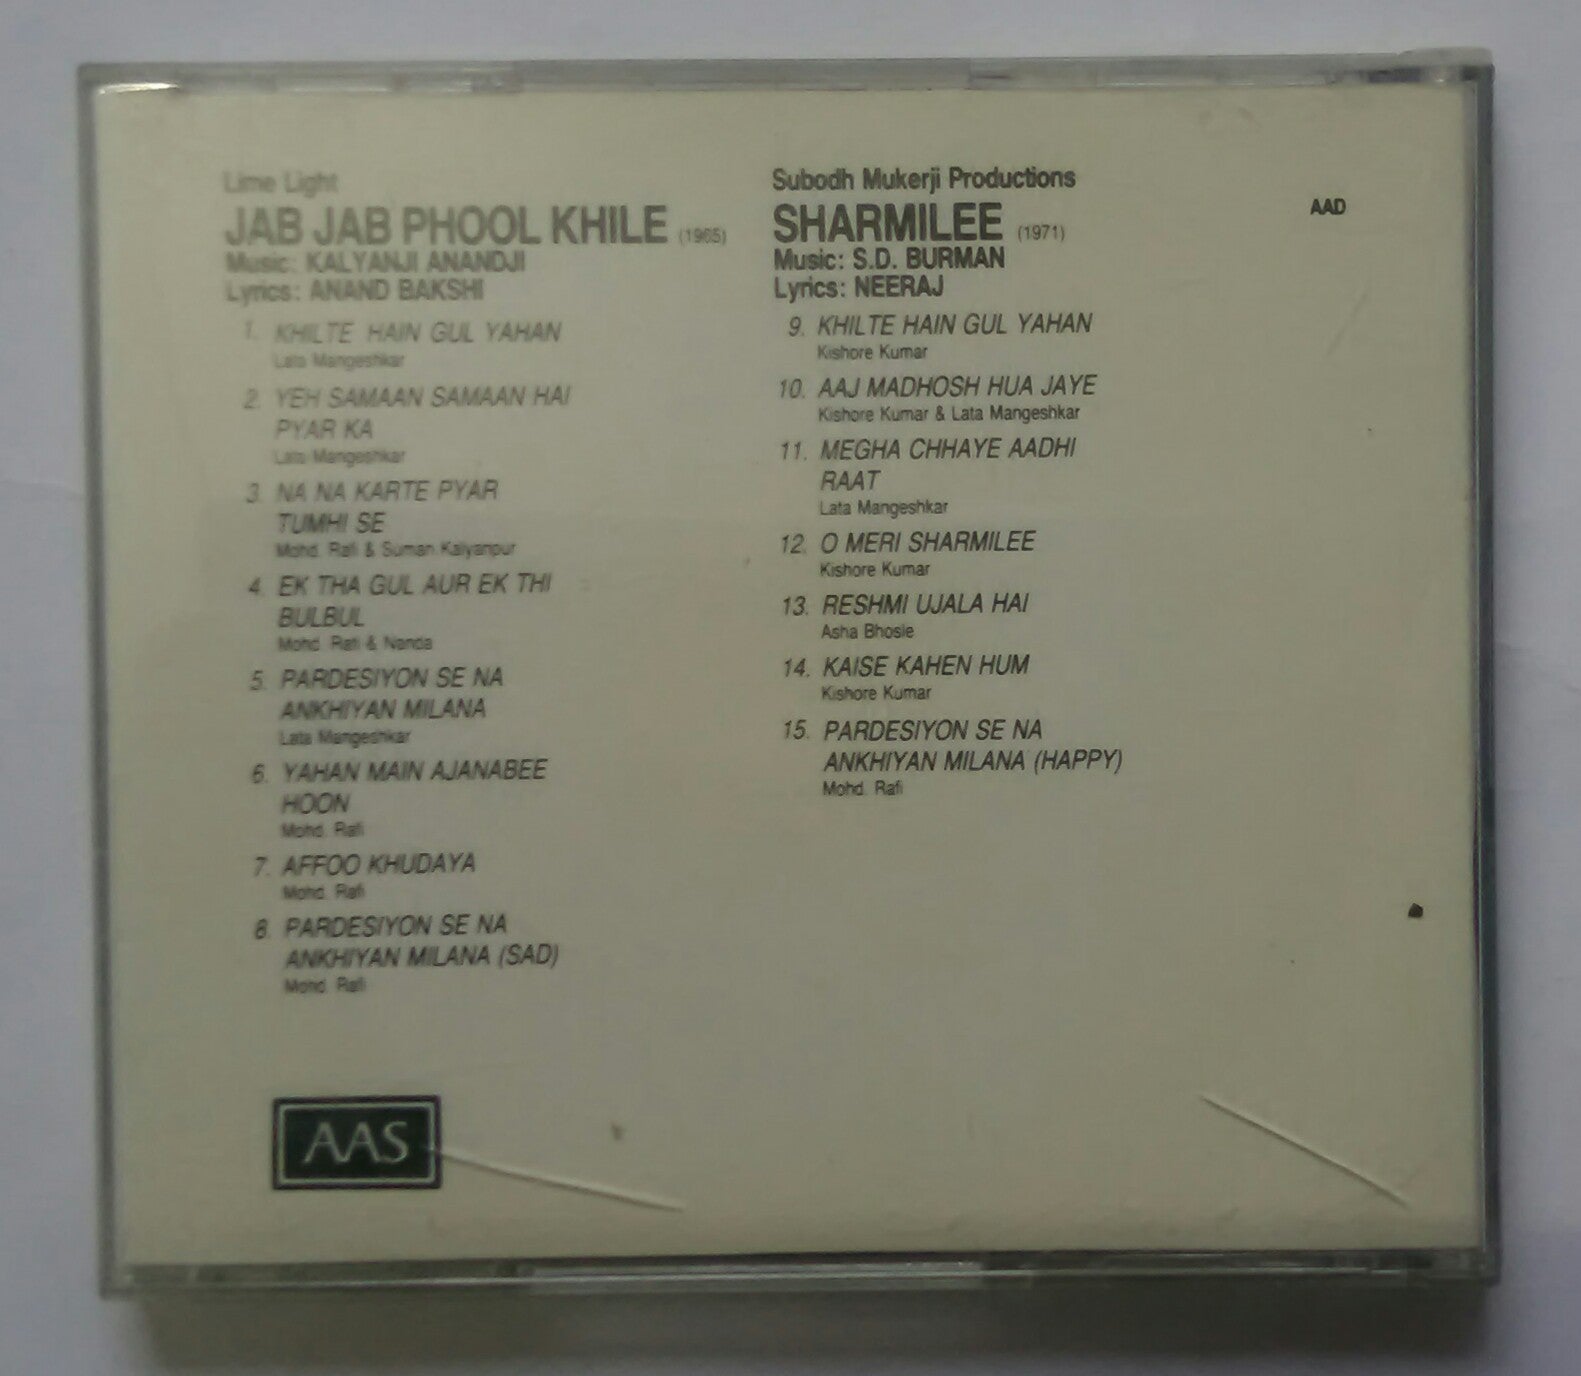 Lime Light
JAB JAB PHOOL KHILE (1965)
Music: KALYANJI ANANDJI
Lyrics: ANAND BAKSHI
1. KHILTE HAIN GUL YAHAN
Lata Mangeshkar
2. YEH SAMAAN SAMAAN HAI
PYAR KA
Lata Mangeshkar
3. NA NA KARTE PYAR
TUMHI SE
Mohd. Rafi & Suman Kalyanpur
4. EK THA GUL AUR EK THI
BULBUL
Mohd. Rafi & Nanda
5. PARDESIYON SE NA
ANKHIYAN MILANA
Lata Mangeshkar
6. YAHAN MAIN AJANABEE
HOON
Mohd. Rafi
7. AFFOO KHUDAYA
Mohd. Rafi
8. PARDESIYON SE NA
ANKHIYAN MILANA (SAD)
Mohd. Rafi
Subodh Mukerji Productions
SHARMILEE (1971)
Music: S.D. BURMAN
Lyrics: NEERAJ
9. KHILTE HAIN GUL YAHAN
Kishore Kumar
10. AAJ MADHOSH HUA JAYE
Kishore Kumar & Lata Mangeshkar
11. MEGHA CHHAYE AADHI
RAAT
Lata Mangeshkar
12. O MERI SHARMILEE
Kishore Kumar
13. RESHMI UJALA HAI
Asha Bhosle
14. KAISE KAHEN HUM
Kishore Kumar
15. PARDESIYON SE NA
ANKHIYAN MILANA (HAPPY)
Mohd. Rafi
AAD
AAS